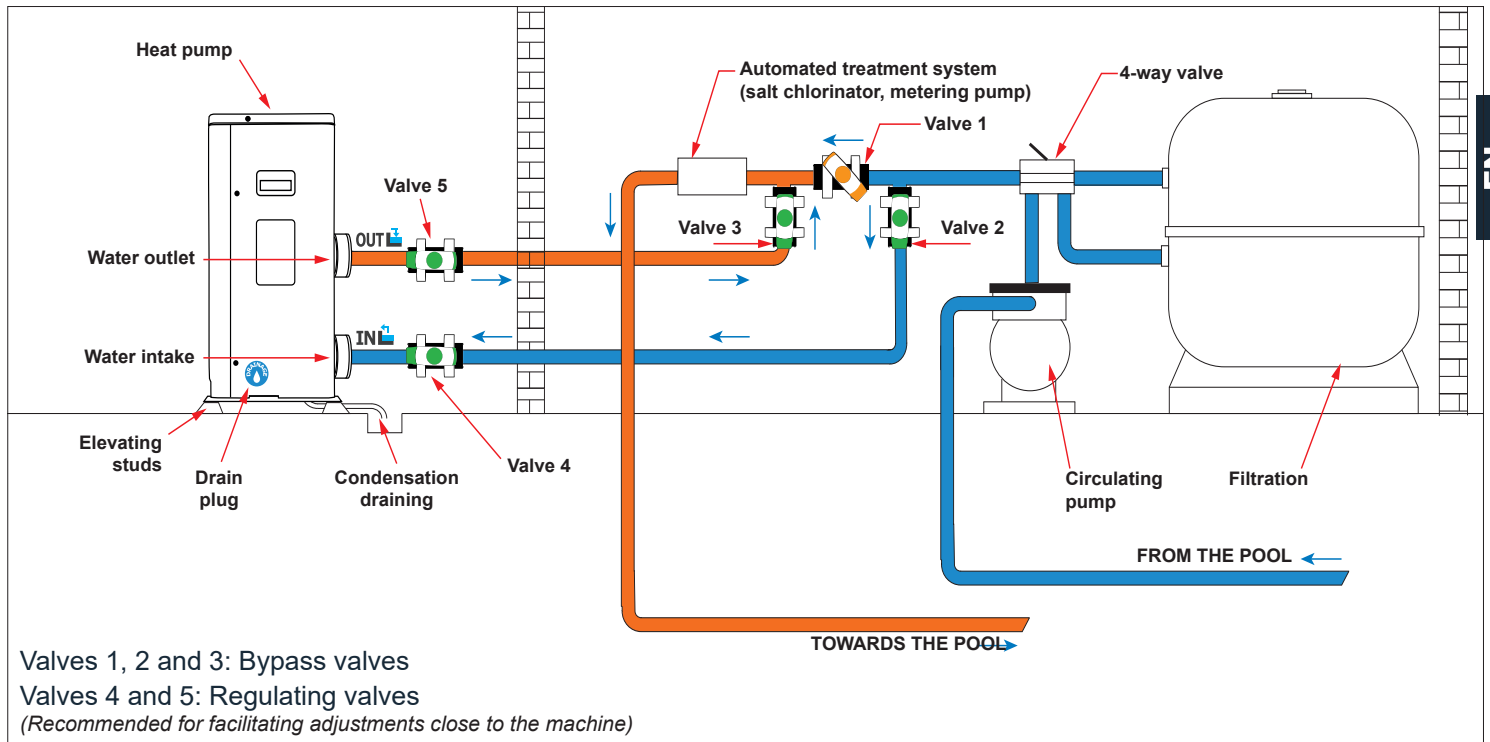 Heat pump
Automated treatment system
(salt chlorinator, metering pump)
4-way valve
Valve 1
Valve 5
Valve 3
Valve 2
OUT
Water outlet
IN
Water intake
DRAINAGE
Elevating
studs
Drain
plug
Condensation
draining
Valve 4
Circulating
pump
Filtration
FROM THE POOL
TOWARDS THE POOL
Valves 1, 2 and 3: Bypass valves
Valves 4 and 5: Regulating valves
(Recommended for facilitating adjustments close to the machine)